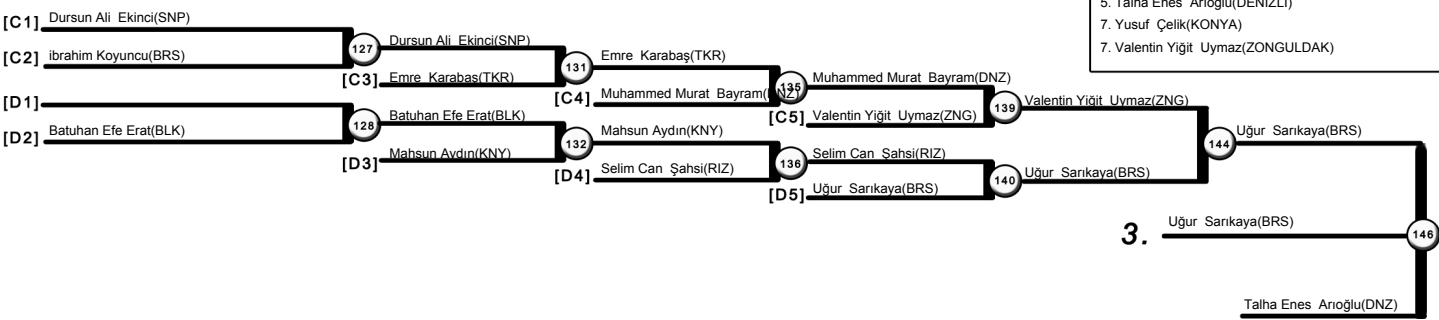 5. Talha Enes Arıoğlu(DENİZLİ)
7. Yusuf Çelik(KONYA)
7. Valentin Yiğit Uymaz(ZONGULDAK)
[C1] Dursun Ali Ekinci(SNP)
[C2] ibrahim Koyuncu(BRS)
127 Dursun Ali Ekinci(SNP)
[C3] Emre Karabaş(TKR)
131 Emre Karabaş(TKR)
[C4] Muhammed Murat Bayram(DNZ)
135 Muhammed Murat Bayram(DNZ)
[C5] Valentin Yiğit Uymaz(ZNG)
139 Valentin Yiğit Uymaz(ZNG)
[D1]
[D2] Batuhan Efe Erat(BLK)
128 Batuhan Efe Erat(BLK)
[D3] Mahsun Aydın(KNY)
132 Mahsun Aydın(KNY)
[D4] Selim Can Şahsi(RIZ)
136 Selim Can Şahsi(RIZ)
[D5] Uğur Sarıkaya(BRS)
140 Uğur Sarıkaya(BRS)
144 Uğur Sarıkaya(BRS)
3. Uğur Sarıkaya(BRS)
146
Talha Enes Arıoğlu(DNZ)